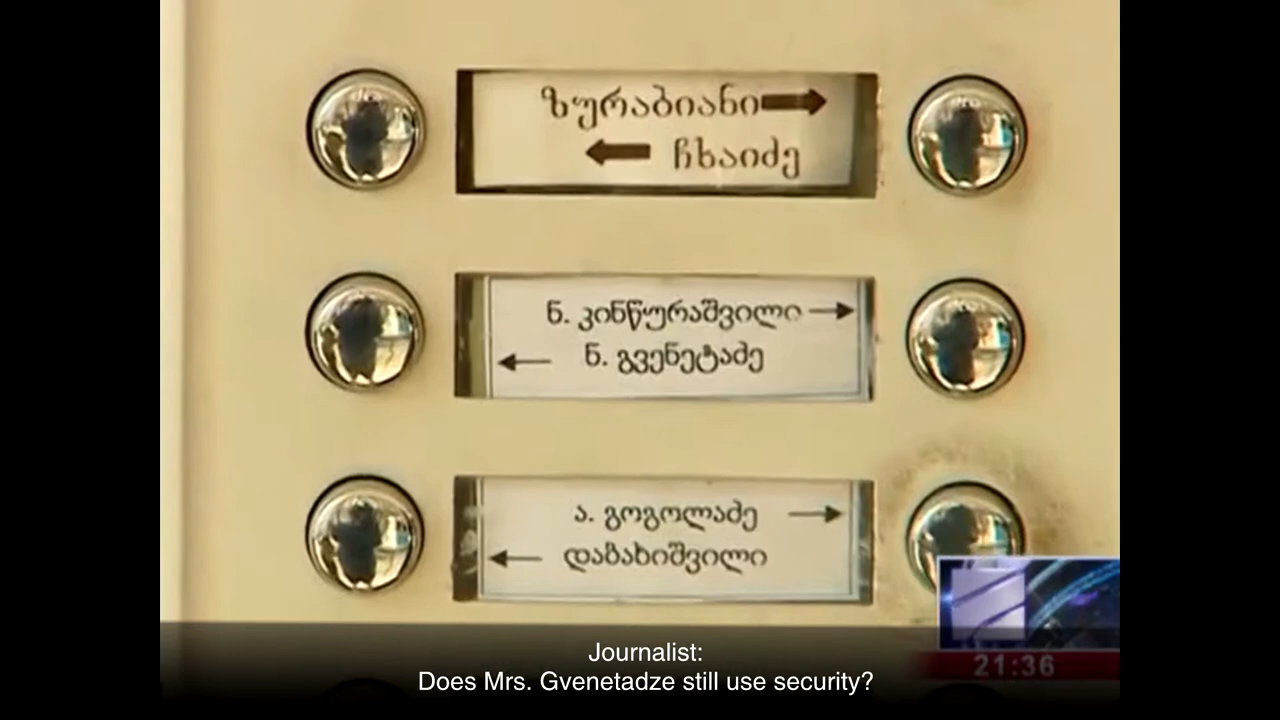 ზურაბიანი
ჩხაიძე
ნ. კინწურაშვილი
ნ. გვენეტაძე
ა. გოგოლაძე
დაბახიშვილი
21:36
Journalist:
Does Mrs. Gvenetadze still use security?